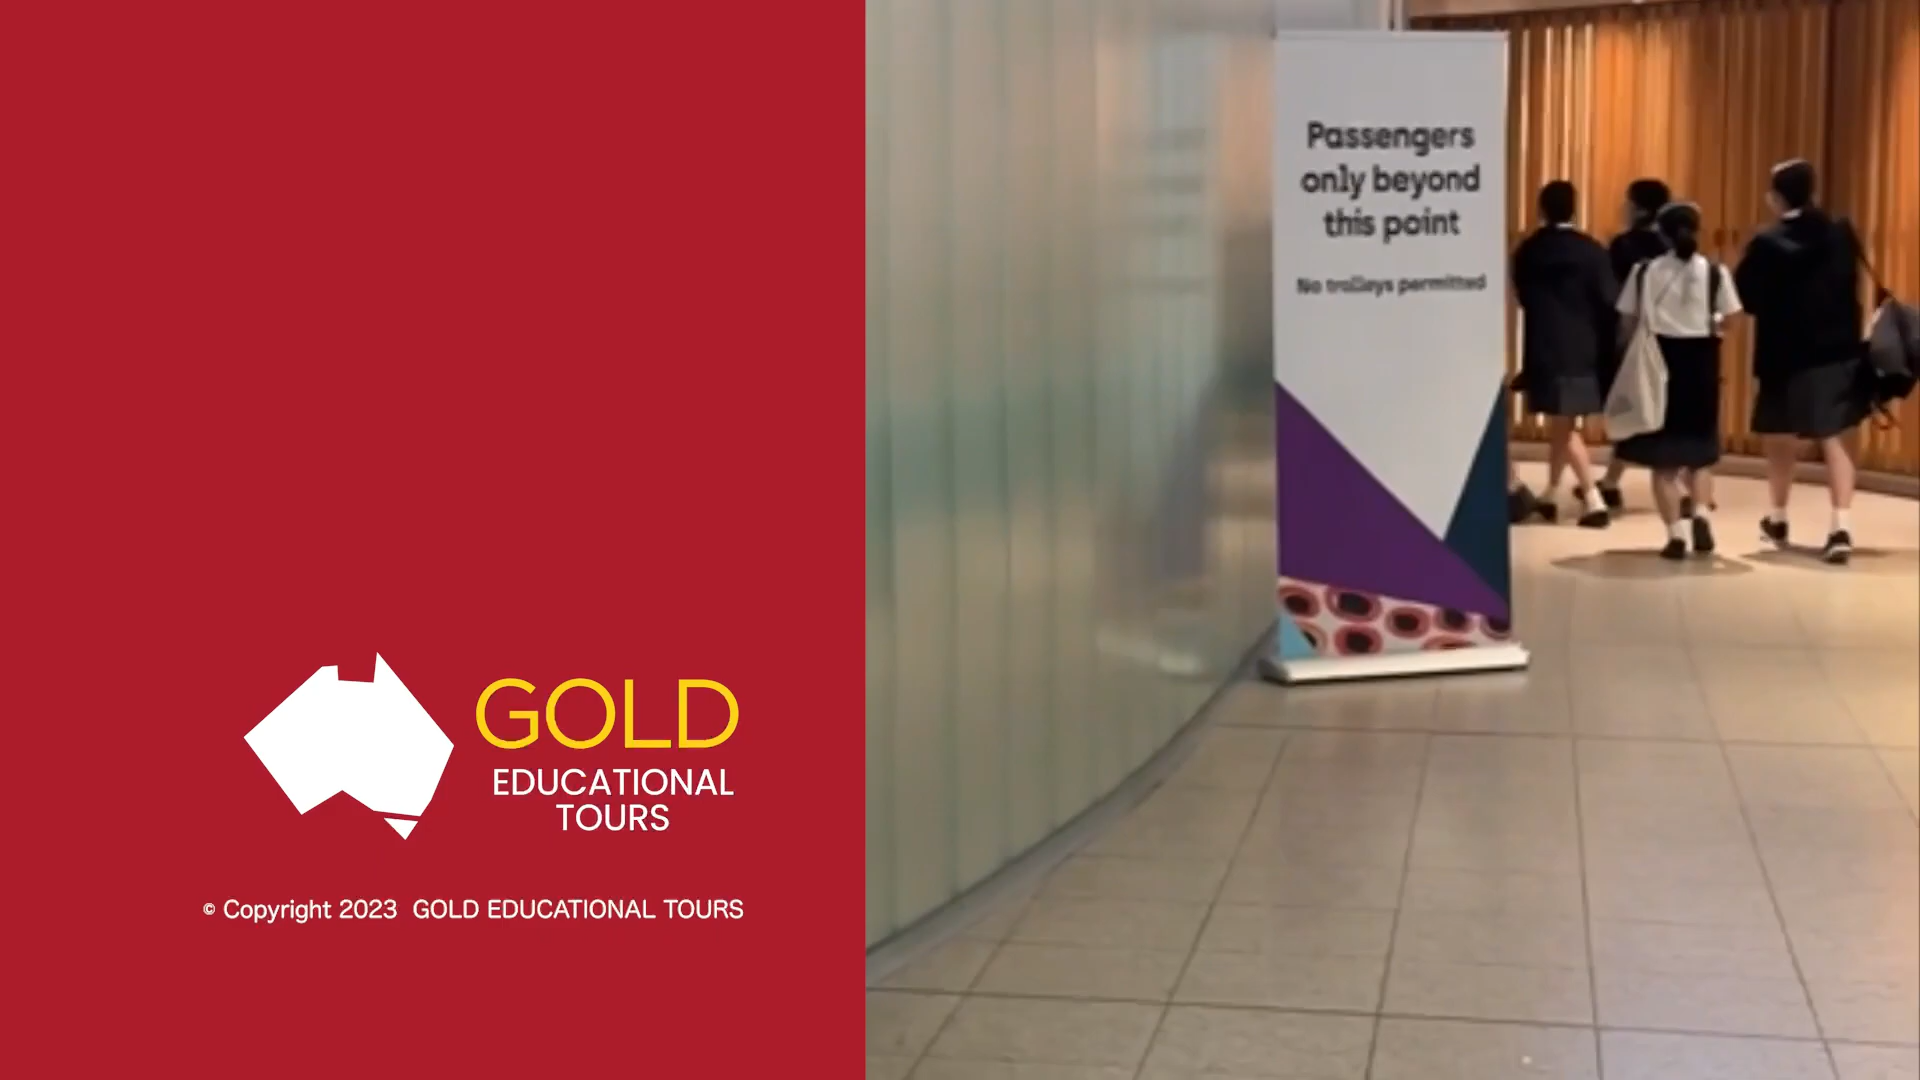 GOLD
EDUCATIONAL
TOURS
© Copyright 2023 GOLD EDUCATIONAL TOURS
Passengers
only beyond
this point
No trolleys permitted